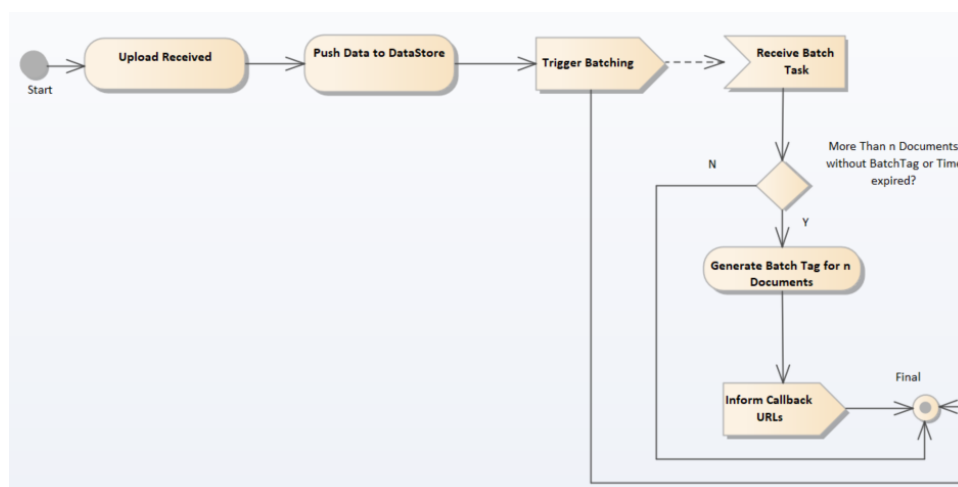 Upload Received
Push Data to DataStore
Trigger Batching
Receive Batch
Task
Start
More Than n Documents
without BatchTag or Time
expired?
N
Y
Generate Batch Tag for n
Documents
Final
Inform Callback
URLs